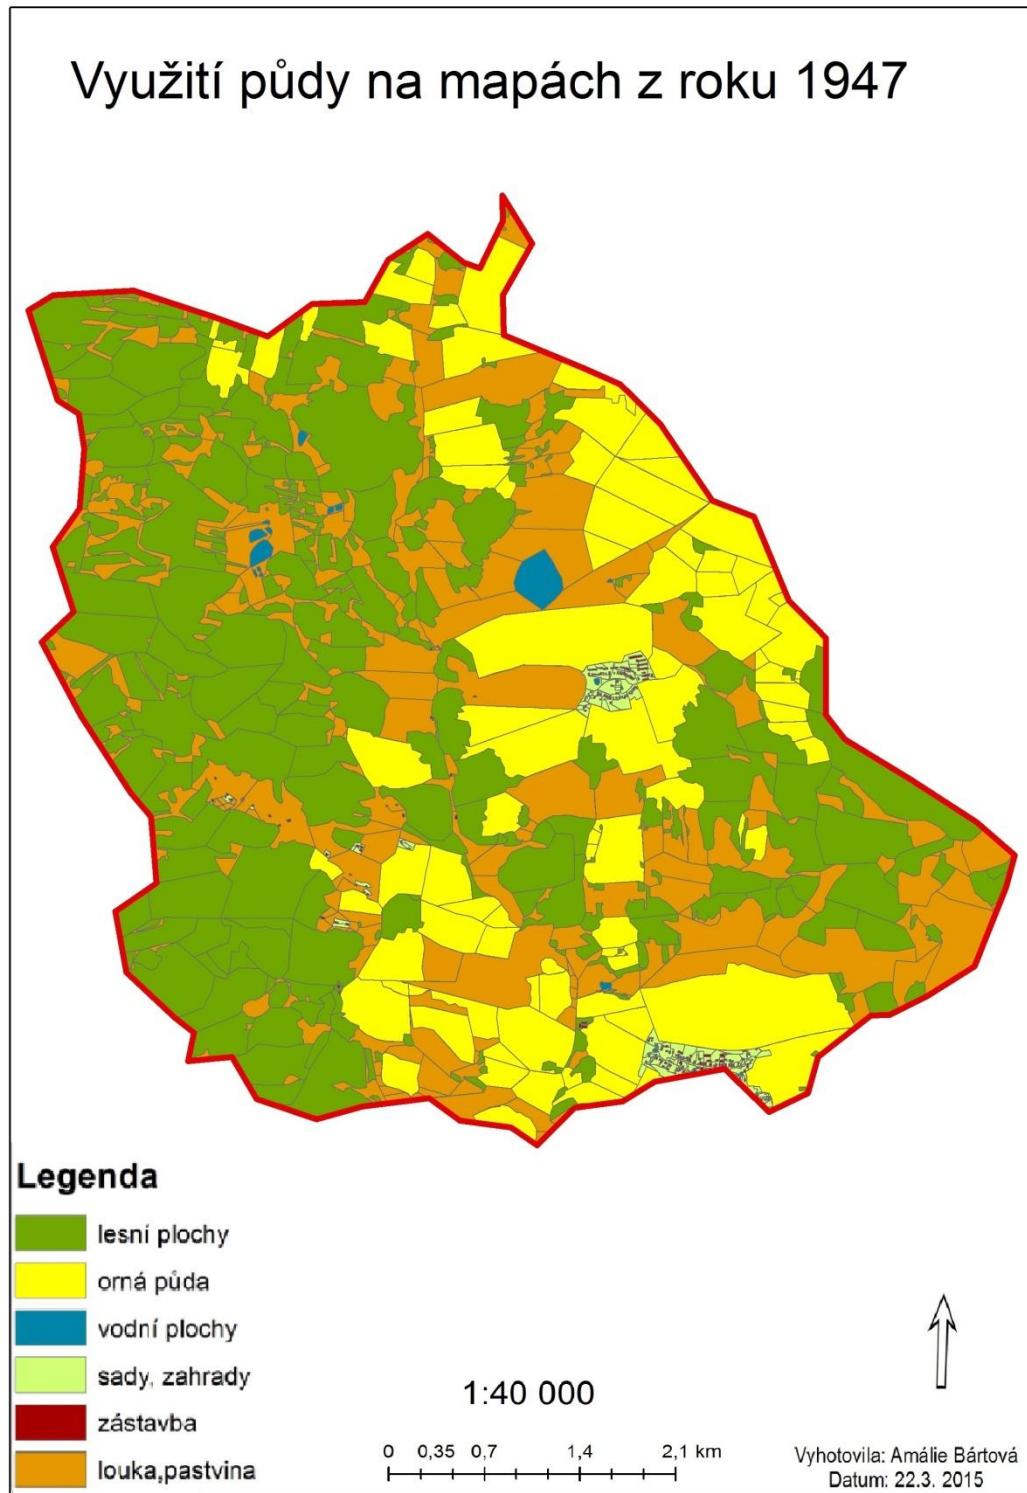 Využití půdy na mapách z roku 1947
Legenda
lesní plochy
orná půda
vodní plochy
sady, zahrady
zástavba
louka,pastvina
1:40 000
0 0,35 0,7 1,4 2,1 km
Vyhotovila: Amálie Bártová
Datum: 22.3. 2015